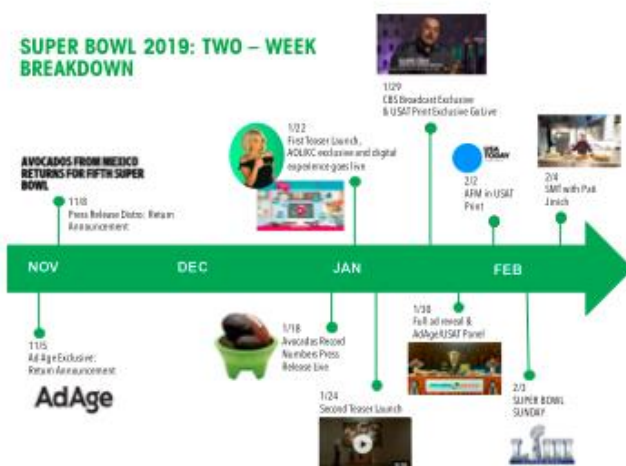 SUPER BOWL 2019: TWO – WEEK
BREAKDOWN
AVOCADOS FROM MEXICO
RETURNS FOR FIFTH SUPER
BOWL
11/8
Press Release Distro: Return
Announcement
1/22
First Teaser Launch,
exclusive and digital
experience goes live
1/29
CBS Broadcast Exclusive
& USAT Print Exclusive Go Live
USA
TODAY
2/2
AFM in USAT
Print
2/4
SMT with Pati
Jinich
NOV
DEC
JAN
FEB
11/5
Ad Age Exclusive:
Return Announcement
AdAge
1/18
Avocados Record
Numbers Press
Release Live
1/24
Second Teaser Launch
1/30
Full ad reveal &
AdAge/USAT Panel
2/3
SUPER BOWL
SUNDAY
LIII